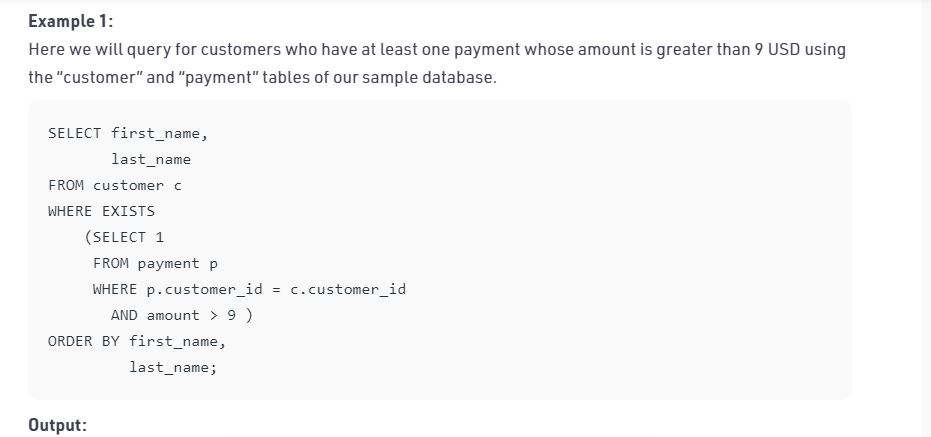 Example 1:
Here we will query for customers who have at least one payment whose amount is greater than 9 USD using
the “customer” and “payment” tables of our sample database.
SELECT first_name,
       last_name
FROM customer c
WHERE EXISTS
    (SELECT 1
     FROM payment p
     WHERE p.customer_id = c.customer_id
       AND amount > 9 )
ORDER BY first_name,
         last_name;
Output: